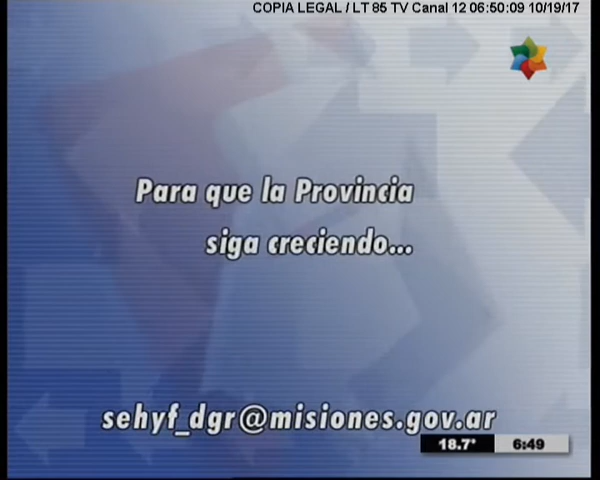 COPIA LEGAL / LT 85 TV Canal 12 06:50:09 10/19/17
Para que la Provincia
siga creciendo...
sehyf_dgr@misiones.gov.ar
18.7° 6:49